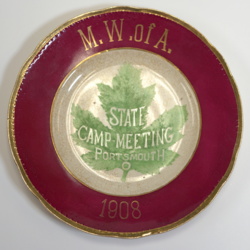 M.W. of A.
STATE
CAMP MEETING
PORTSMOUTH
O
1908